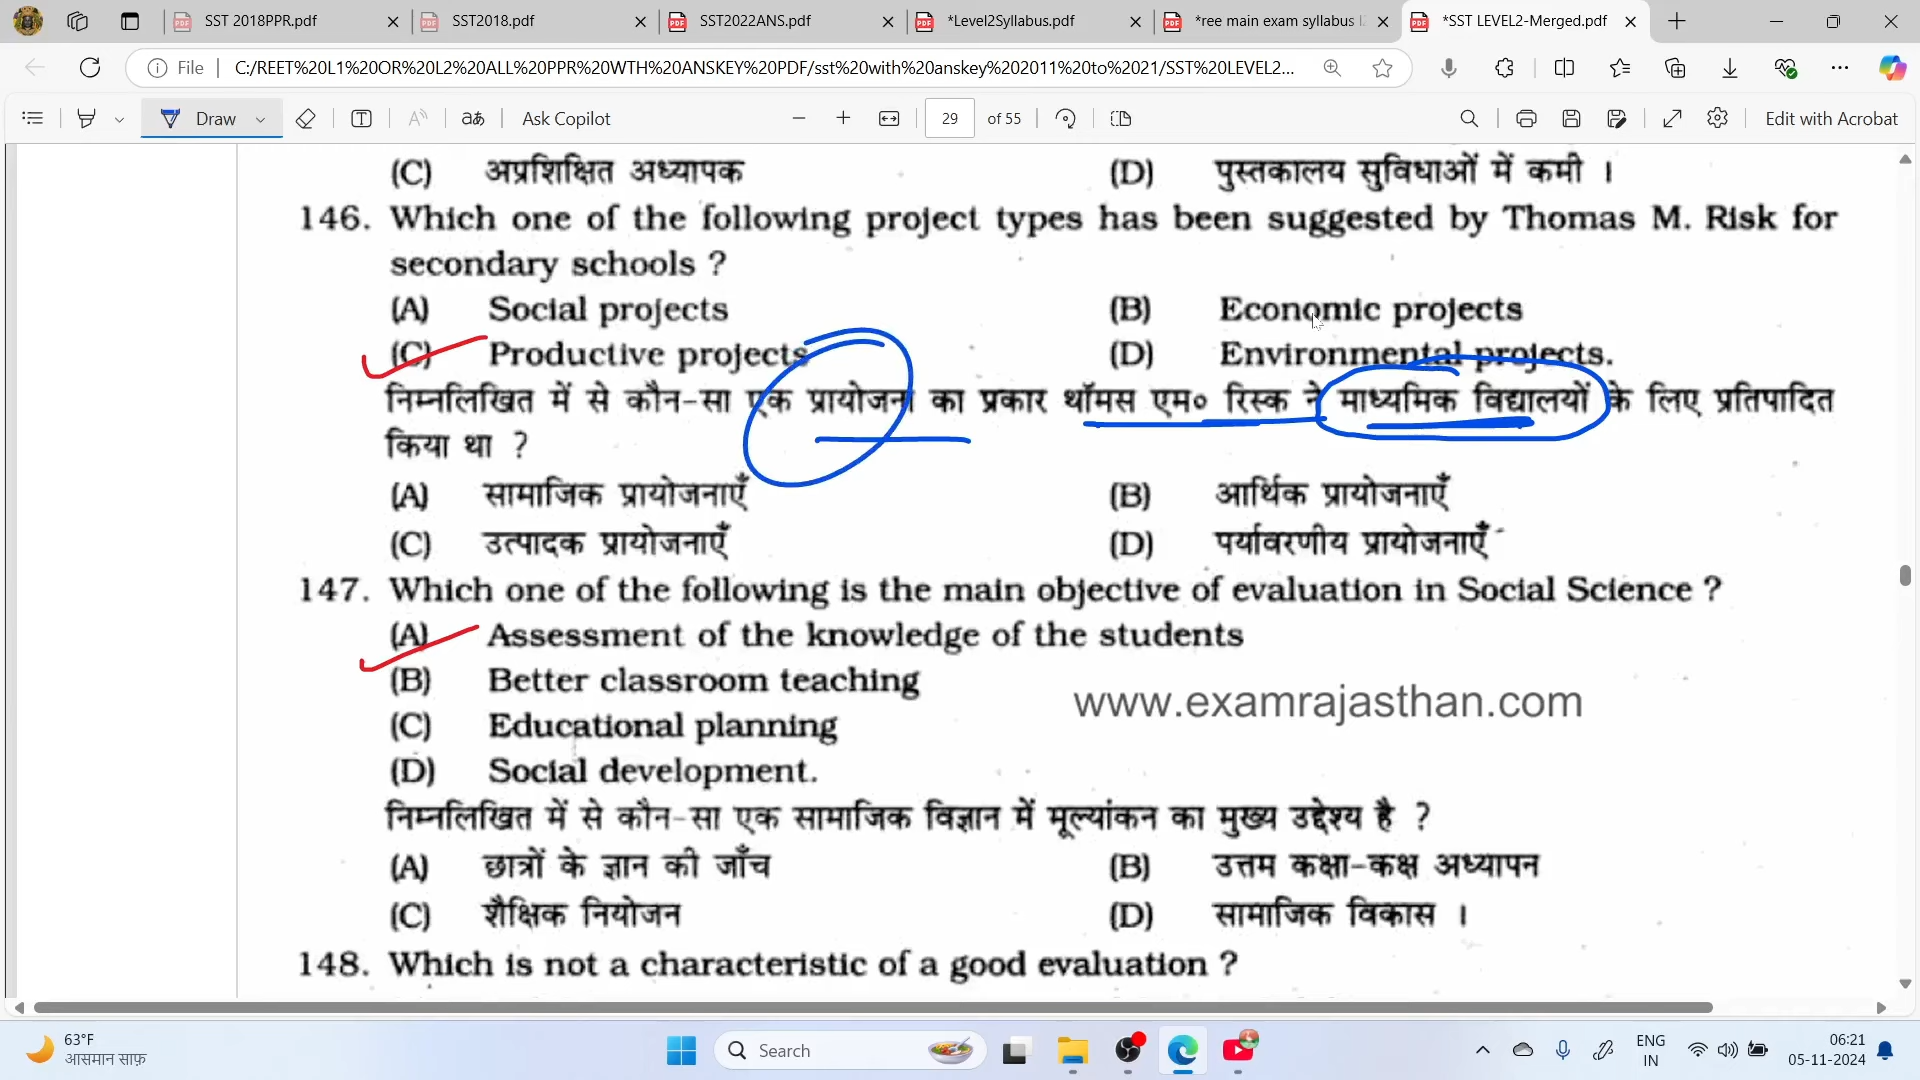 SST 2018PPR.pdf
SST2018.pdf
SST2022ANS.pdf
*Level2Syllabus.pdf
*ree main exam syllabus l
*SST LEVEL2-Merged.pdf
File
C:/REET%20L1%20OR%20L2%20ALL%20PPR%20WTH%20ANSKEY%20PDF/sst%20with%20anskey%202011%20to%2021/SST%20LEVEL2...
Draw
Ask Copilot
29 of 55
Edit with Acrobat
(C) अप्रशिक्षित अध्यापक (D) पुस्तकालय सुविधाओं में कमी ।
146. Which one of the following project types has been suggested by Thomas M. Risk for
secondary schools ?
(A) Social projects (B) Economic projects
(C) Productive projects (D) Environmental projects.
निम्नलिखित में से कौन-सा एक प्रायोजना का प्रकार थॉमस एम० रिस्क ने माध्यमिक विद्यालयों के लिए प्रतिपादित
किया था ?
(A) सामाजिक प्रायोजनाएँ (B) आर्थिक प्रायोजनाएँ
(C) उत्पादक प्रायोजनाएँ (D) पर्यावरणीय प्रायोजनाएँ
147. Which one of the following is the main objective of evaluation in Social Science ?
(A) Assessment of the knowledge of the students
(B) Better classroom teaching
www.examrajasthan.com
(C) Educational planning
(D) Social development.
निम्नलिखित में से कौन-सा एक सामाजिक विज्ञान में मूल्यांकन का मुख्य उद्देश्य है ?
(A) छात्रों के ज्ञान की जाँच (B) उत्तम कक्षा-कक्ष अध्यापन
(C) शैक्षिक नियोजन (D) सामाजिक विकास ।
148. Which is not a characteristic of a good evaluation ?
63°F
आसमान साफ़
Search
ENG
IN
06:21
05-11-2024